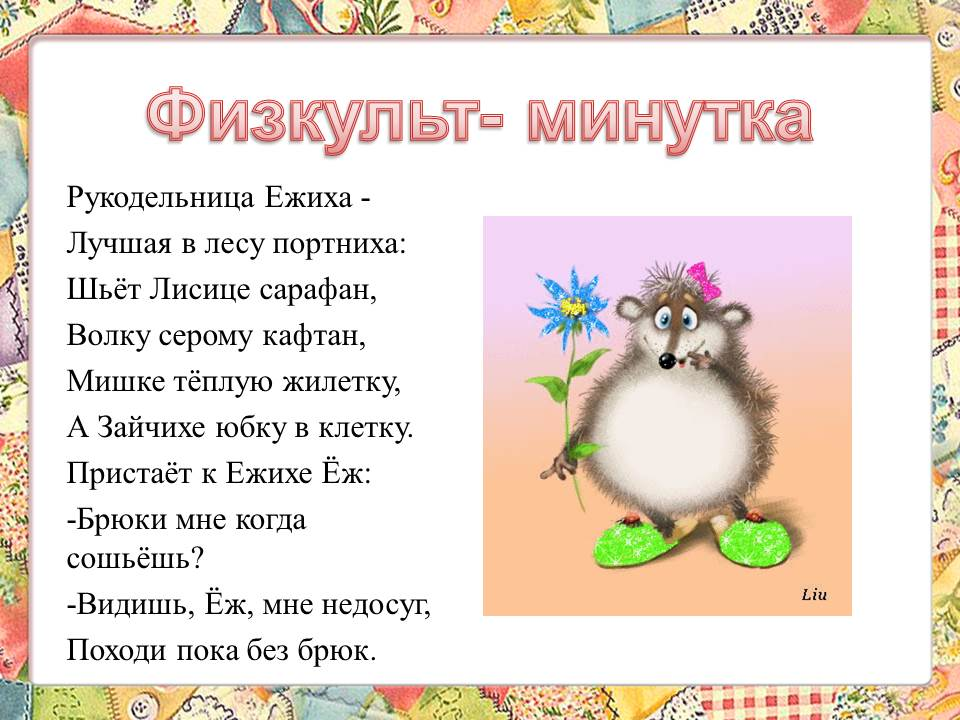 Физкульт- минутка
Рукодельница Ежиха -
Лучшая в лесу портниха:
Шьёт Лисице сарафан,
Волку серому кафтан,
Мишке тёплую жилетку,
А Зайчихе юбку в клетку.
Пристаёт к Ежихе Ёж:
-Брюки мне когда
сошьёшь?
-Видишь, Ёж, мне недосуг,
Походи пока без брюк.
Liu